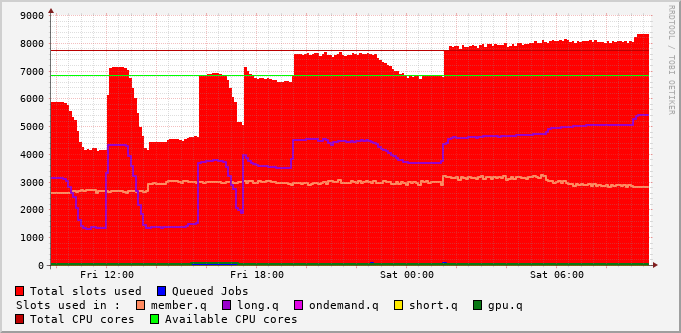 9000
8000
7000
6000
5000
4000
3000
2000
1000
0
Fri 12:00 Fri 18:00 Sat 00:00 Sat 06:00
RRDTOOL / TOBI OETIKER
Total slots used Queued Jobs
Slots used in : member.q long.q ondemand.q short.q gpu.q
Total CPU cores Available CPU cores